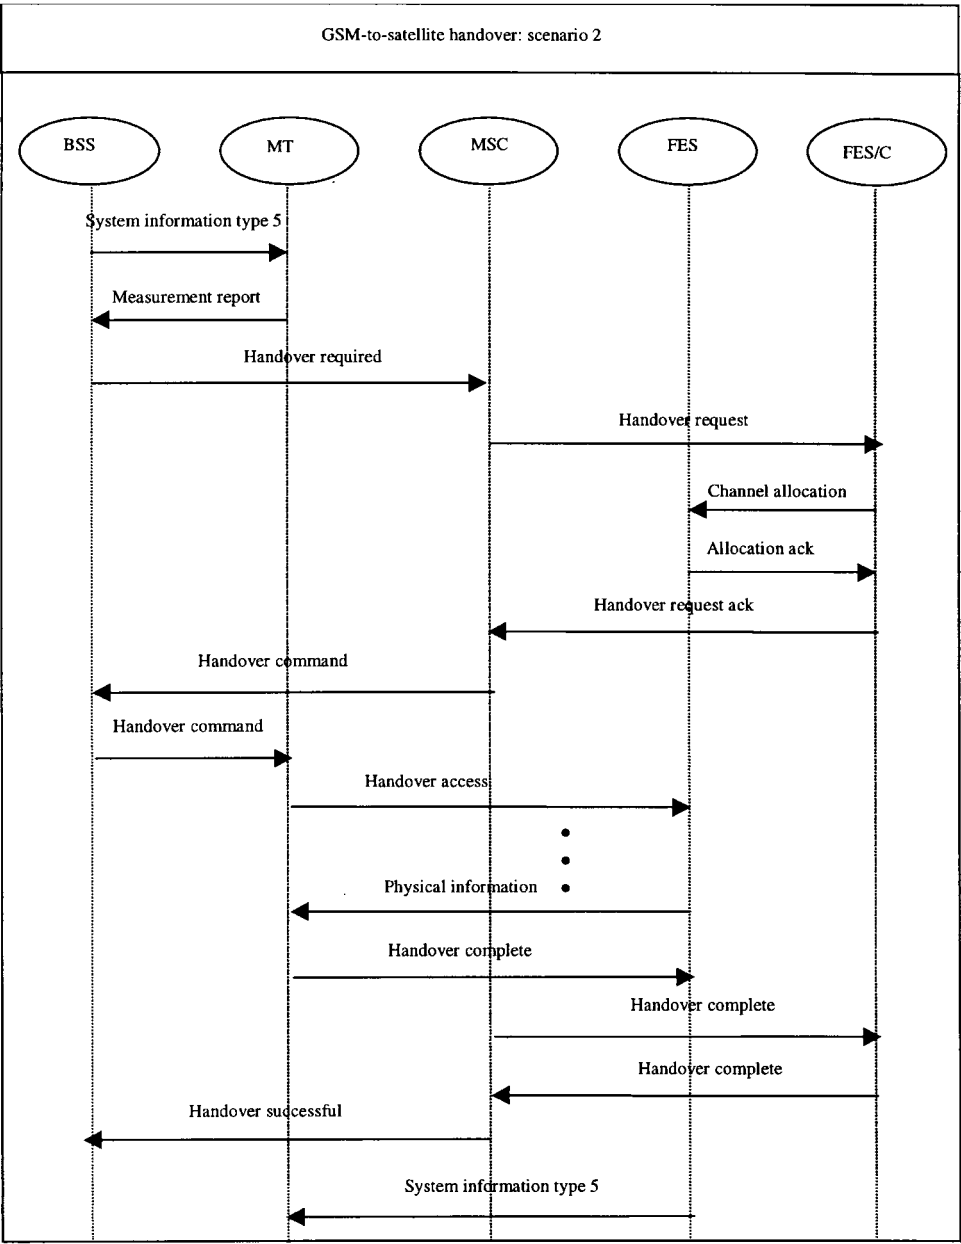 GSM-to-satellite handover: scenario 2
BSS
MT
MSC
FES
FES/C
System information type 5
Measurement report
Handover required
Handover request
Channel allocation
Allocation ack
Handover request ack
Handover command
Handover command
Handover access
Physical information
Handover complete
Handover complete
Handover complete
Handover successful
System information type 5